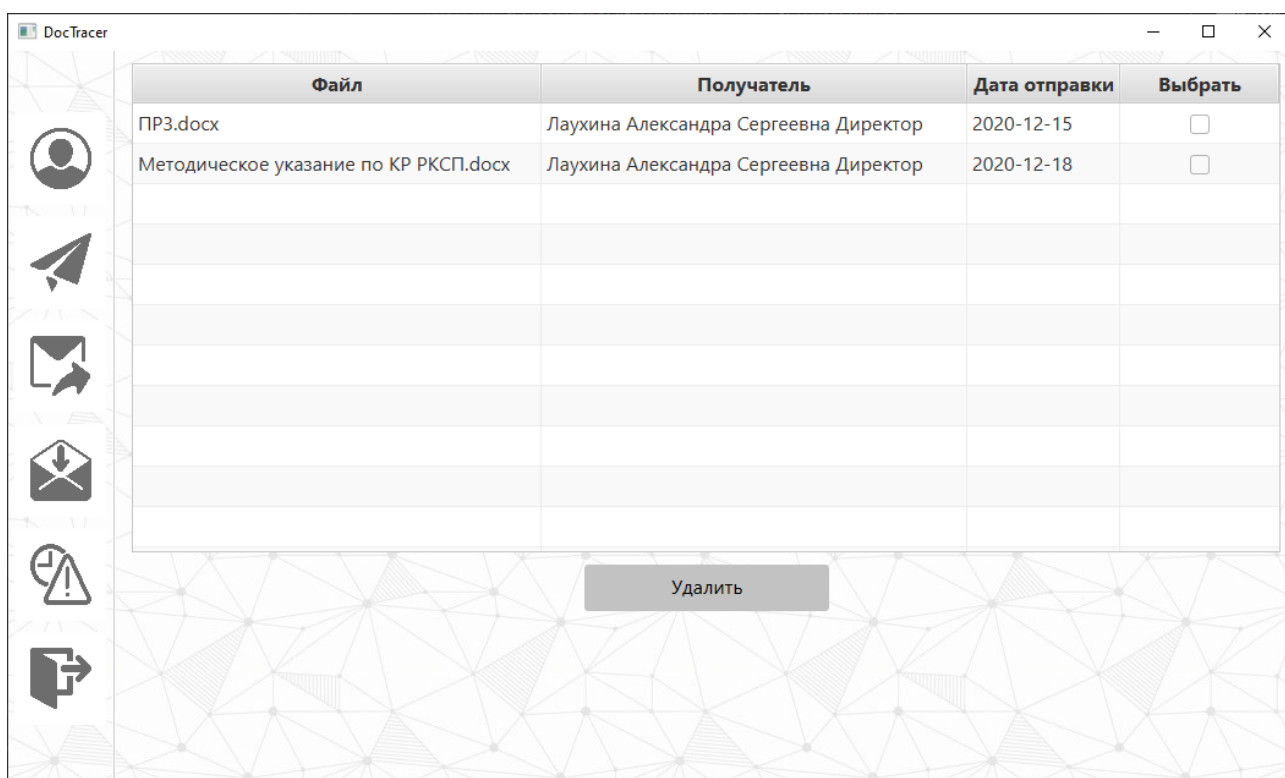 DocTracer
Файл Получатель Дата отправки Выбрать
ПР3.docx Лаухина Александра Сергеевна Директор 2020-12-15
Методическое указание по КР РКСП.docx Лаухина Александра Сергеевна Директор 2020-12-18
Удалить